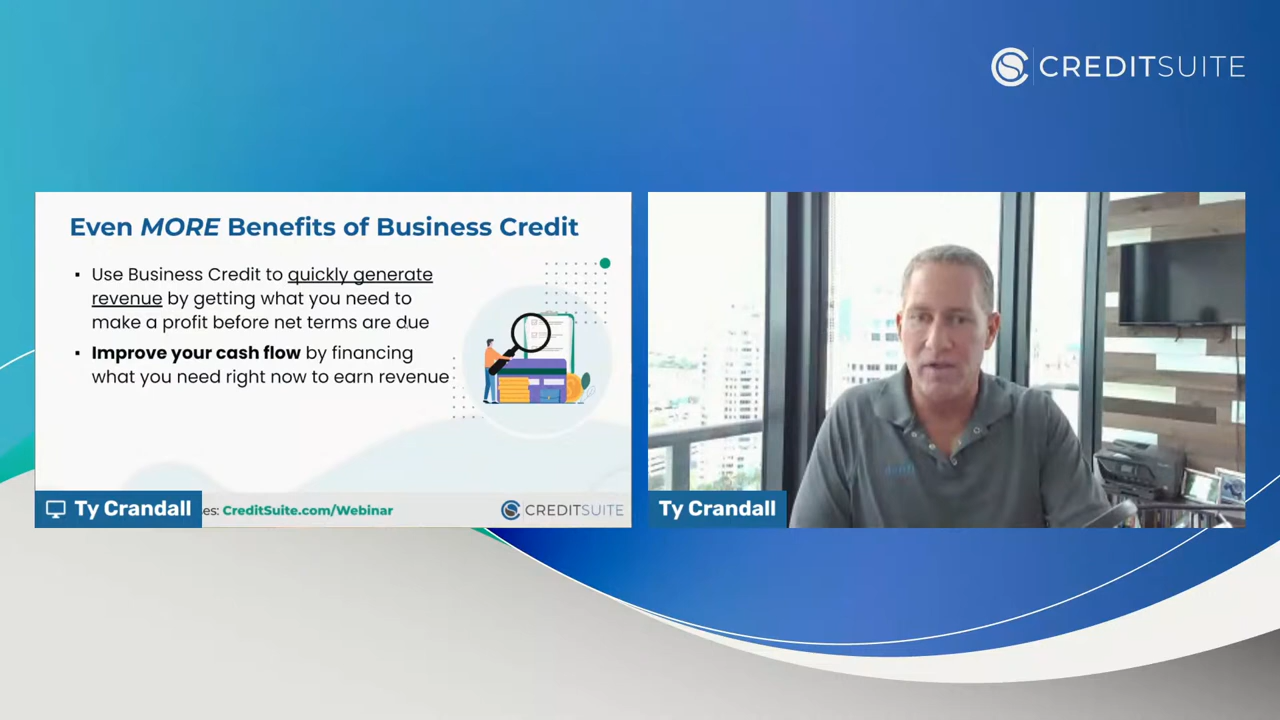 CREDITSUITE
Even MORE Benefits of Business Credit
▪ Use Business Credit to quickly generate
revenue by getting what you need to
make a profit before net terms are due
▪ Improve your cash flow by financing
what you need right now to earn revenue
Ty Crandall
es: CreditSuite.com/Webinar
CREDITSUITE
Ty Crandall